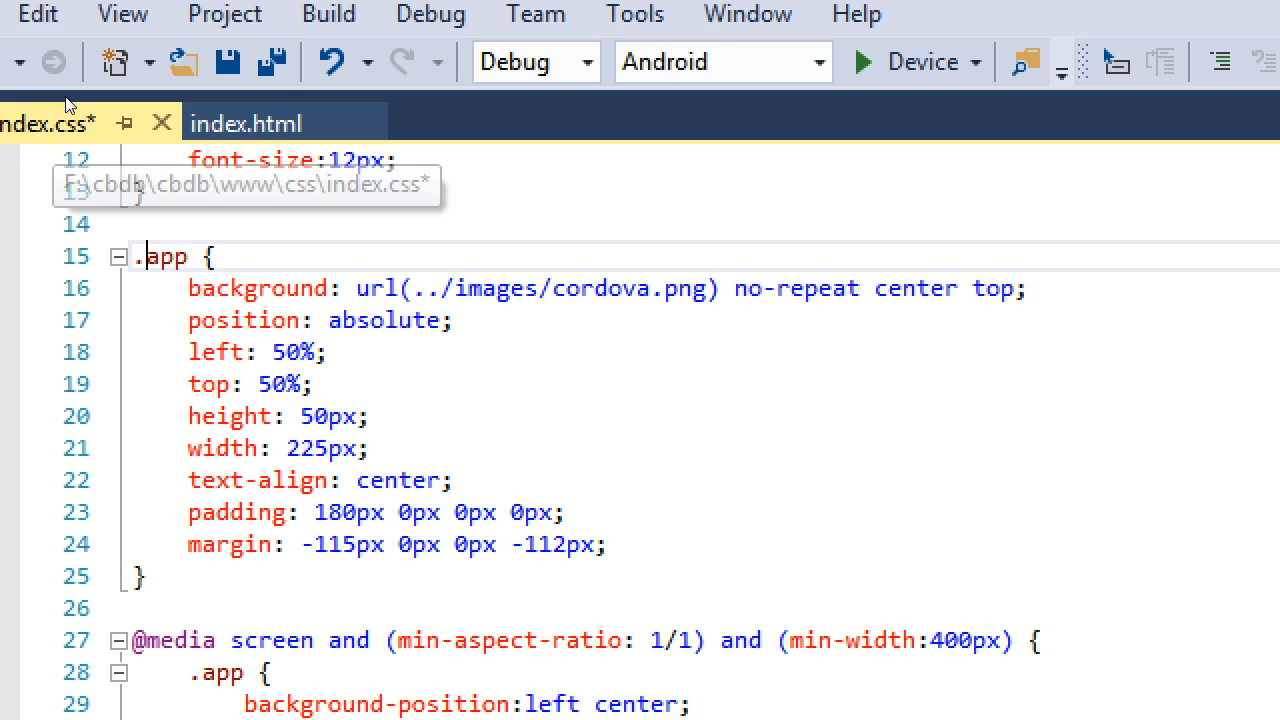 Edit View Project Build Debug Team Tools Window Help
Debug Android Device
ndex.css* index.html
12 font-size:12px;
F:\cbdb\cbdb\www\css\index.css*
13 }
14
15 .app {
16 background: url(../images/cordova.png) no-repeat center top;
17 position: absolute;
18 left: 50%;
19 top: 50%;
20 height: 50px;
21 width: 225px;
22 text-align: center;
23 padding: 180px 0px 0px 0px;
24 margin: -115px 0px 0px -112px;
25 }
26
27 @media screen and (min-aspect-ratio: 1/1) and (min-width:400px) {
28 .app {
29 background-position:left center;